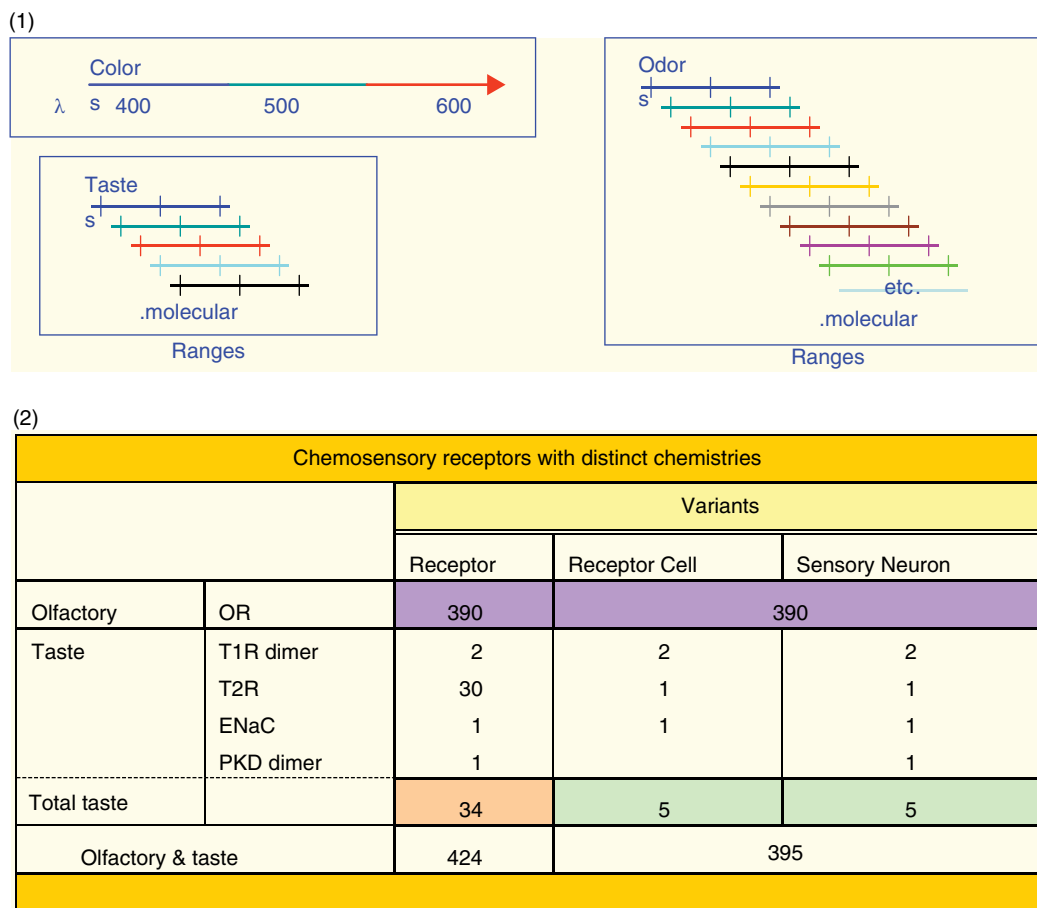 (1)
Color
λ s 400 500 600
Taste
s
.molecular
Ranges
Odor
s
etc.
.molecular
Ranges
(2)
Chemosensory receptors with distinct chemistries
Variants
Receptor Receptor Cell Sensory Neuron
Olfactory OR 390 390
Taste T1R dimer 2 2 2
T2R 30 1 1
ENaC 1 1 1
PKD dimer 1 1
Total taste 34 5 5
Olfactory & taste 424 395